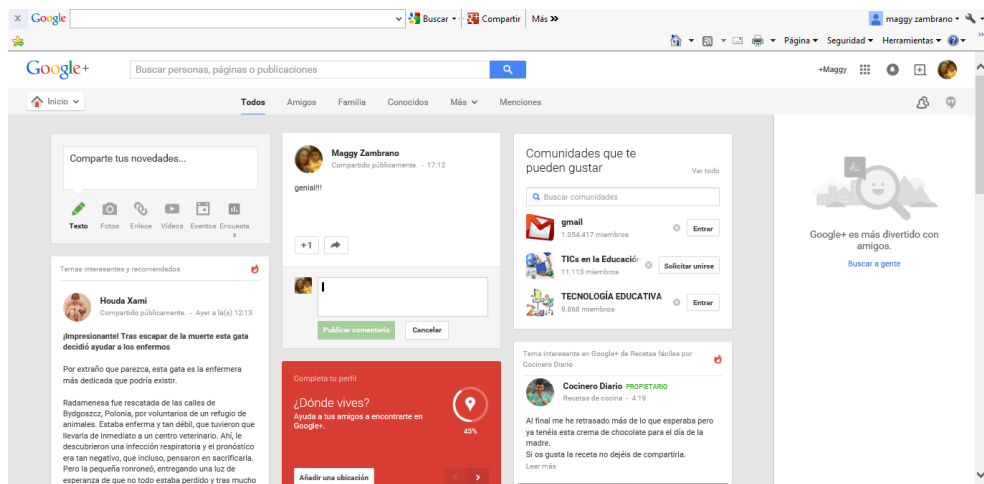 Google
Buscar
Compartir
Más »
maggy zambrano
Página
Seguridad
Herramientas
Google+
Buscar personas, páginas o publicaciones
+Maggy
Inicio
Todos
Amigos
Familia
Conocidos
Más
Menciones
Comparte tus novedades...
Texto
Fotos
Enlace
Vídeos
Eventos
Encuesta
s
Temas interesantes y recomendados
Houda Xami
Compartido públicamente. - Ayer a la(s) 12:13
¡Impresionante! Tras escapar de la muerte esta gata
decidió ayudar a los enfermos
Por extraño que parezca, esta gata es la enfermera
más dedicada que podría existir.
Radamenesa fue rescatada de las calles de
Bydgoszcz, Polonia, por voluntarios de un refugio de
animales. Estaba enferma y tan débil, que tuvieron que
llevarla de inmediato a un centro veterinario. Ahí, le
descubrieron una infección respiratoria y el pronóstico
era tan negativo, que incluso, pensaron en sacrificarla.
Pero la pequeña ronroneó, entregando una luz de
esperanza de que no todo estaba perdido y tras mucho
Maggy Zambrano
Compartido públicamente. - 17:12
genial!!!
+1
Publicar comentario
Cancelar
Completa tu perfil
¿Dónde vives?
Ayuda a tus amigos a encontrarte en
Google+.
45%
Añadir una ubicación
Comunidades que te
pueden gustar
Ver todo
Buscar comunidades
gmail
1.054.417 miembros
Entrar
TICs en la Educación
11.113 miembros
Solicitar unirse
TECNOLOGÍA EDUCATIVA
9.866 miembros
Entrar
Tema interesante en Google+ de Recetas fáciles por
Cocinero Diario
Cocinero Diario PROPIETARIO
Recetas de cocina - 4:19
Al final me he retrasado más de lo que esperaba pero
ya tenéis esta crema de chocolate para el día de la
madre.
Si os gusta la receta no dejéis de compartirla.
Leer más
Google+ es más divertido con
amigos.
Buscar a gente